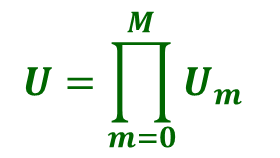 U = ∏_{m=0}^{M} U_m